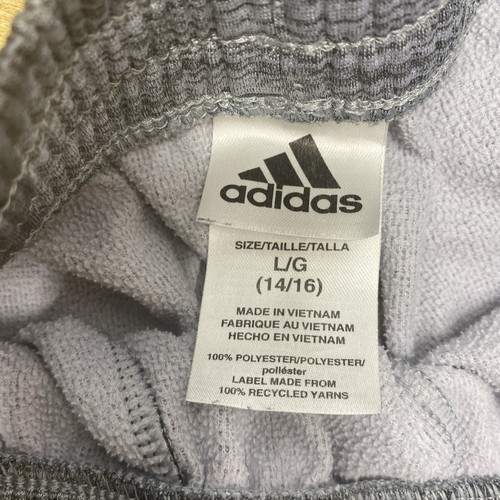 adidas
SIZE/TAILLE/TALLA
L/G
(14/16)
MADE IN VIETNAM
FABRIQUE AU VIETNAM
HECHO EN VIETNAM
100% POLYESTER/POLYESTER/
poliéster
LABEL MADE FROM
100% RECYCLED YARNS